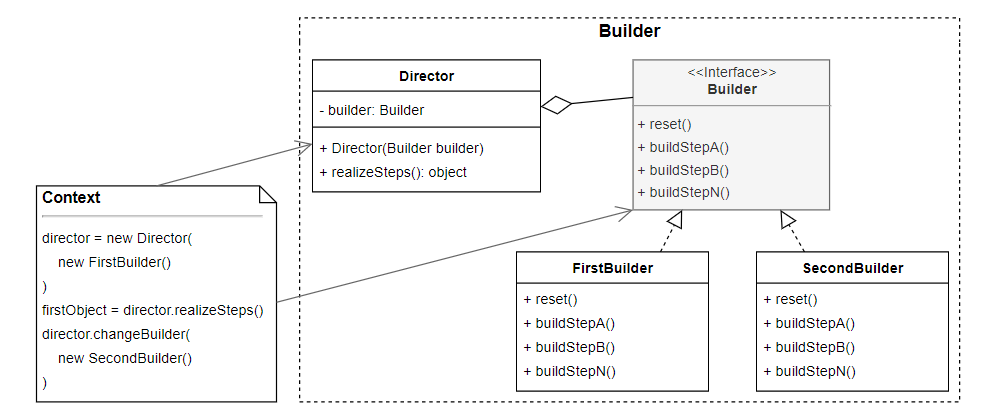 Builder
Director
- builder: Builder
+ Director(Builder builder)
+ realizeSteps(): object
<<Interface>>
Builder
+ reset()
+ buildStepA()
+ buildStepB()
+ buildStepN()
Context
director = new Director(
new FirstBuilder()
)
firstObject = director.realizeSteps()
director.changeBuilder(
new SecondBuilder()
)
FirstBuilder
+ reset()
+ buildStepA()
+ buildStepB()
+ buildStepN()
SecondBuilder
+ reset()
+ buildStepA()
+ buildStepB()
+ buildStepN()